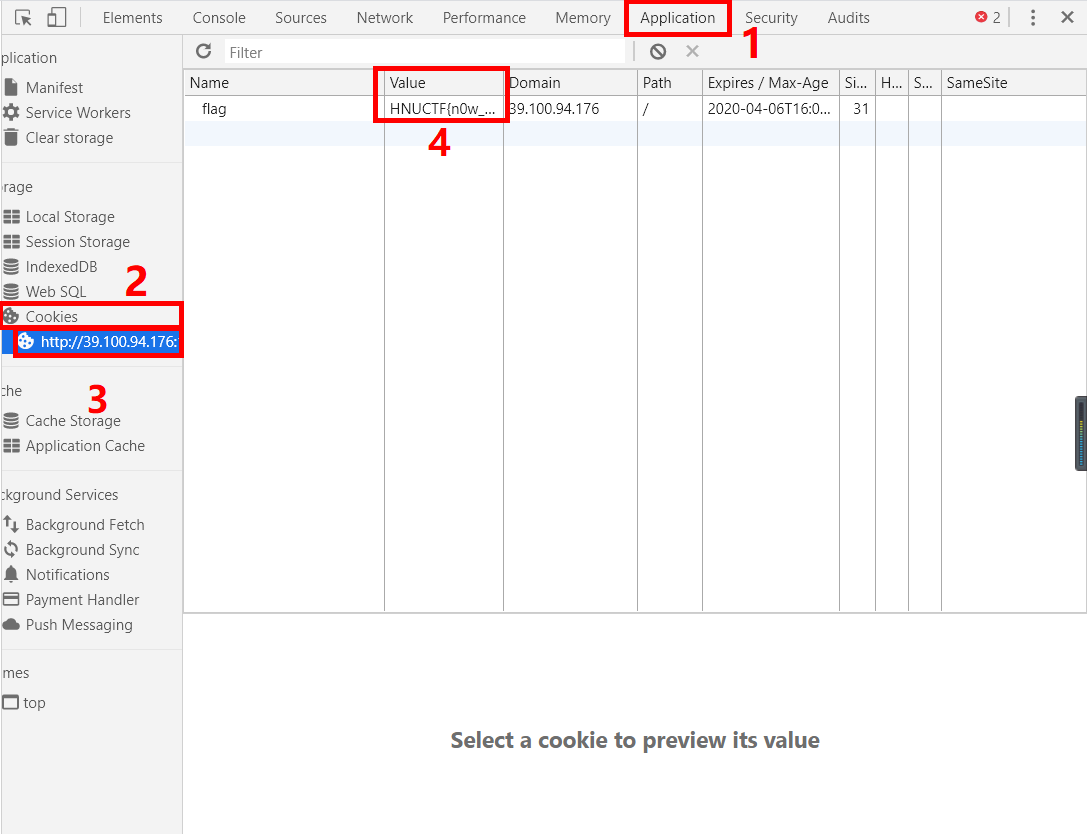 Elements Console Sources Network Performance Memory Application Security Audits 2
1
plication
Filter
Manifest
Service Workers
Clear storage
Name Value Domain Path Expires / Max-Age Si... H... S... SameSite
flag HNUCTF{n0w_... 39.100.94.176 / 2020-04-06T16:0... 31
4
rage
Local Storage
Session Storage
IndexedDB
2
Web SQL
Cookies
http://39.100.94.176:
che
3
Cache Storage
Application Cache
ckground Services
Background Fetch
Background Sync
Notifications
Payment Handler
Push Messaging
mes
top
Select a cookie to preview its value